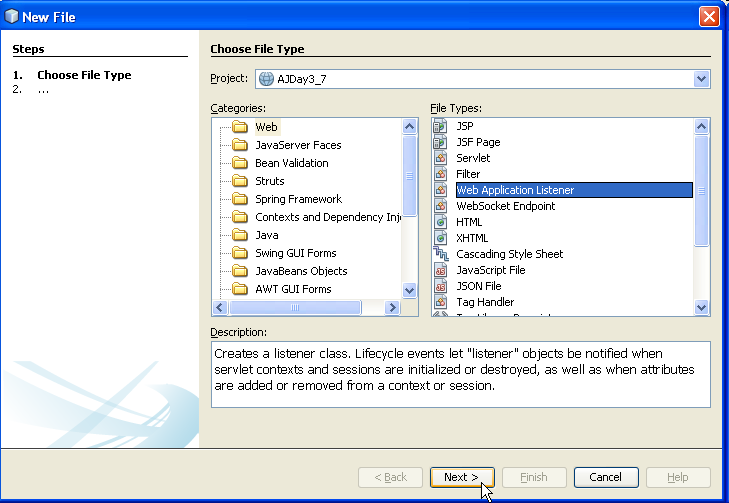 New File
Steps
1. Choose File Type
2. ...
Choose File Type
Project: AJDay3_7
Categories:
Web
JavaServer Faces
Bean Validation
Struts
Spring Framework
Contexts and Dependency Inje
Java
Swing GUI Forms
JavaBeans Objects
AWT GUI Forms
File Types:
JSP
JSF Page
Servlet
Filter
Web Application Listener
WebSocket Endpoint
HTML
XHTML
Cascading Style Sheet
JavaScript File
JSON File
Tag Handler
Description:
Creates a listener class. Lifecycle events let "listener" objects be notified when
servlet contexts and sessions are initialized or destroyed, as well as when attributes
are added or removed from a context or session.
< Back
Next >
Finish
Cancel
Help